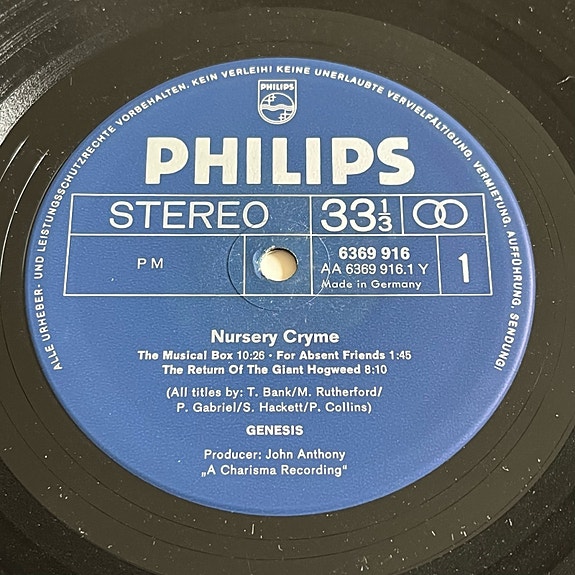 ALLE URHEBER- UND LEISTUNGSSCHUTZRECHTE VORBEHALTEN. KEIN VERLEIH! KEINE UNERLAUBTE VERVIELFÄLTIGUNG, VERMIETUNG, AUFFÜHRUNG, SENDUNG!
PHILIPS
PHILIPS
STEREO 33 1/3
PM
6369 916
AA 6369 916.1 Y
Made in Germany
1
Nursery Cryme
The Musical Box 10:26 · For Absent Friends 1:45
The Return Of The Giant Hogweed 8:10
(All titles by: T. Bank/M. Rutherford/
P. Gabriel/S. Hackett/P. Collins)
GENESIS
Producer: John Anthony
„A Charisma Recording"